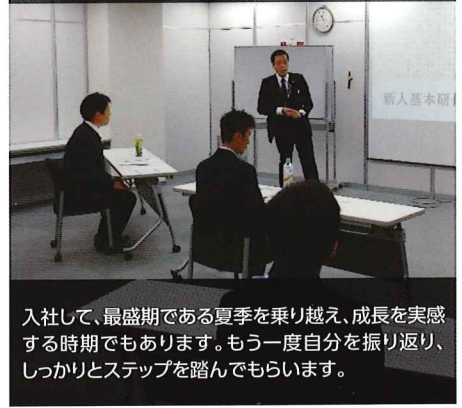 新人基本研
入社して、最盛期である夏季を乗り越え、成長を実感
する時期でもあります。もう一度自分を振り返り、
しっかりとステップを踏んでもらいます。